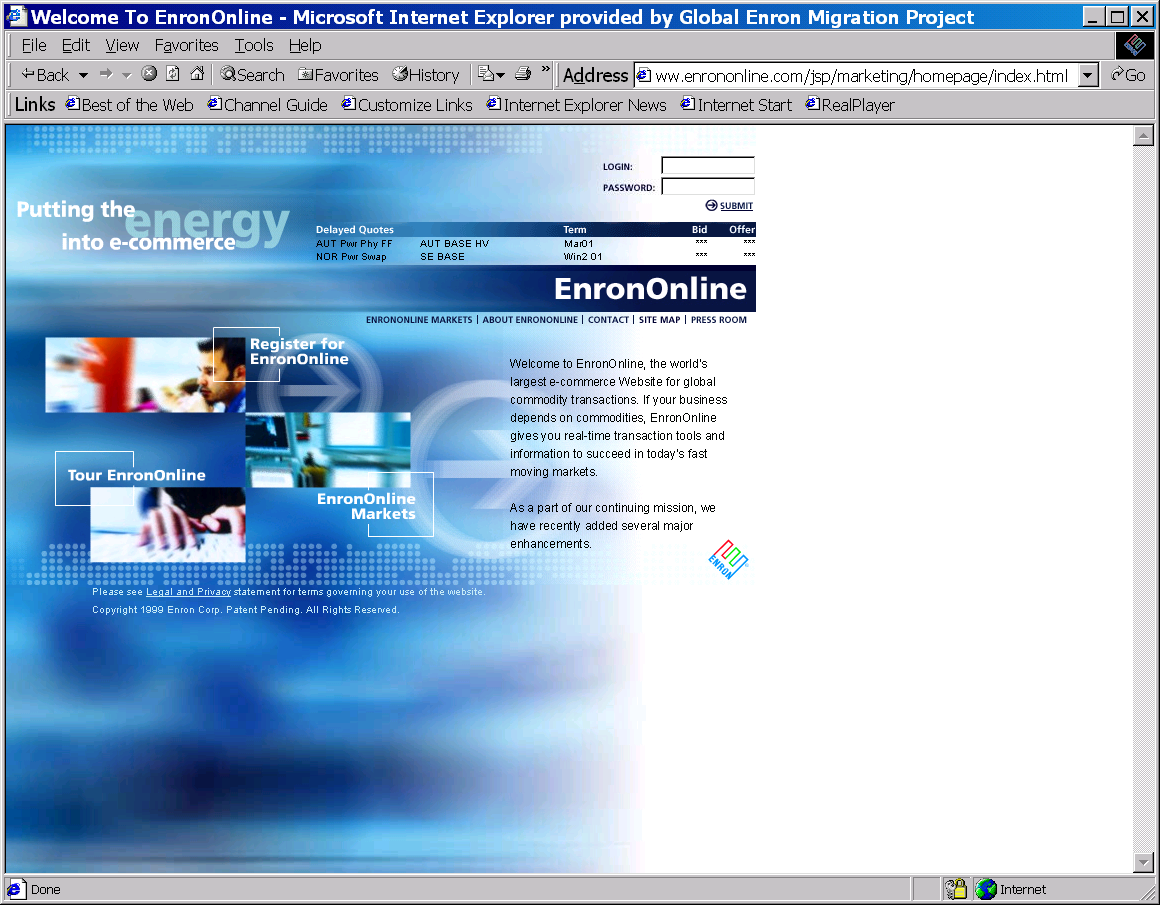 Welcome To EnronOnline - Microsoft Internet Explorer provided by Global Enron Migration Project
File Edit View Favorites Tools Help
Back Search Favorites History » Address ww.enrononline.com/jsp/marketing/homepage/index.html Go
Links Best of the Web Channel Guide Customize Links Internet Explorer News Internet Start RealPlayer
LOGIN:
PASSWORD:
SUBMIT
Putting the
energy
into e-commerce
Delayed Quotes Term Bid Offer
AUT Pwr Phy FF AUT BASE HV Mar01 *** ***
NOR Pwr Swap SE BASE Win2 01 *** ***
EnronOnline
ENRONONLINE MARKETS | ABOUT ENRONONLINE | CONTACT | SITE MAP | PRESS ROOM
Register for
EnronOnline
Tour EnronOnline
EnronOnline
Markets
Welcome to EnronOnline, the world's
largest e-commerce Website for global
commodity transactions. If your business
depends on commodities, EnronOnline
gives you real-time transaction tools and
information to succeed in today's fast
moving markets.
As a part of our continuing mission, we
have recently added several major
enhancements.
ENRON
Please see Legal and Privacy statement for terms governing your use of the website.
Copyright 1999 Enron Corp. Patent Pending. All Rights Reserved.
Done Internet